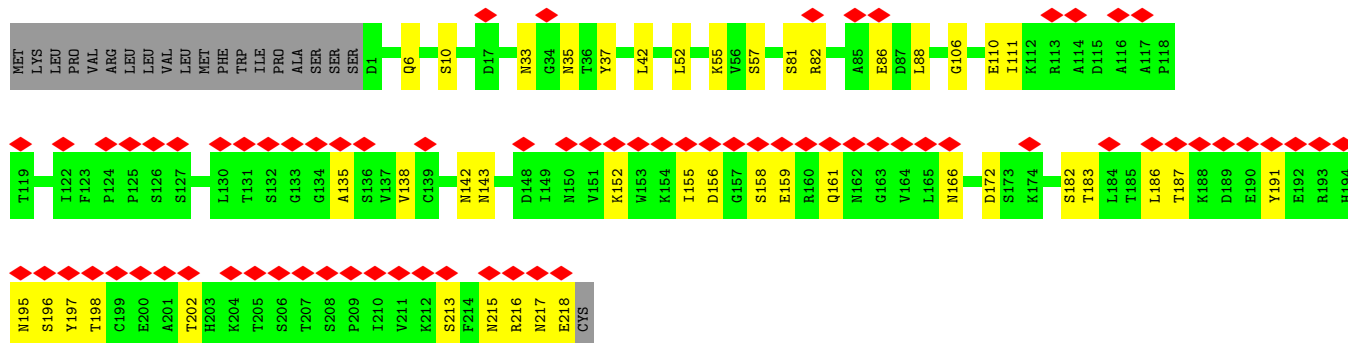 MET LYS LEU PRO VAL ARG LEU LEU VAL LEU MET PHE TRP ILE PRO ALA SER SER SER D1 Q6 S10 D17 N33 G34 N35 T36 Y37 L42 L52 K55 V56 S57 S81 R82 A85 E86 D87 L88 G106 E110 I111 K112 R113 A114 D115 A116 A117 P118
T119 I122 F123 P124 P125 S126 S127 L130 T131 S132 G133 G134 A135 S136 V137 V138 C139 N142 N143 D148 I149 N150 V151 K152 W153 K154 I155 D156 G157 S158 E159 R160 Q161 N162 G163 V164 L165 N166 D172 S173 K174 S182 T183 L184 T185 L186 T187 K188 D189 E190 Y191 E192 R193 H194
N195 S196 Y197 T198 C199 E200 A201 T202 H203 K204 T205 S206 T207 S208 P209 I210 V211 K212 S213 F214 N215 R216 N217 E218 CYS